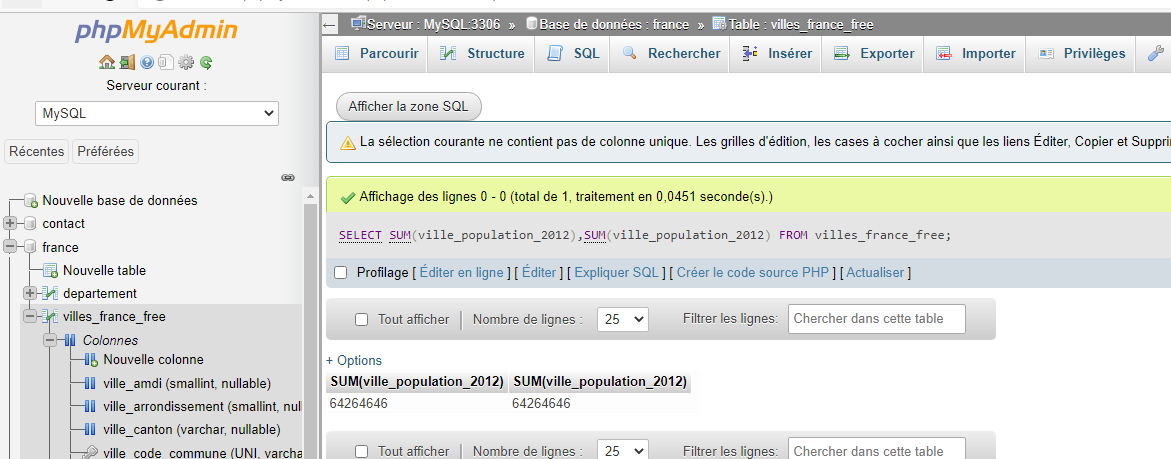 phpMyAdmin
Serveur courant :
MySQL
Récentes Préférées
Nouvelle base de données
contact
france
Nouvelle table
departement
villes_france_free
Colonnes
Nouvelle colonne
ville_amdi (smallint, nullable)
ville_arrondissement (smallint, nul
ville_canton (varchar, nullable)
ville_code_commune (UNI, varcha
Serveur : MySQL:3306 » Base de données : france » Table : villes_france_free
Parcourir Structure SQL Rechercher Insérer Exporter Importer Privilèges
Afficher la zone SQL
La sélection courante ne contient pas de colonne unique. Les grilles d'édition, les cases à cocher ainsi que les liens Éditer, Copier et Supprin
Affichage des lignes 0 - 0 (total de 1, traitement en 0,0451 seconde(s).)
SELECT SUM(ville_population_2012),SUM(ville_population_2012) FROM villes_france_free;
Profilage [ Éditer en ligne ] [ Éditer ] [ Expliquer SQL ] [ Créer le code source PHP ] [ Actualiser ]
Tout afficher | Nombre de lignes : 25 Filtrer les lignes: Chercher dans cette table
+ Options
SUM(ville_population_2012) SUM(ville_population_2012)
64264646 64264646
Tout afficher | Nombre de lignes : 25 Filtrer les lignes: Chercher dans cette table